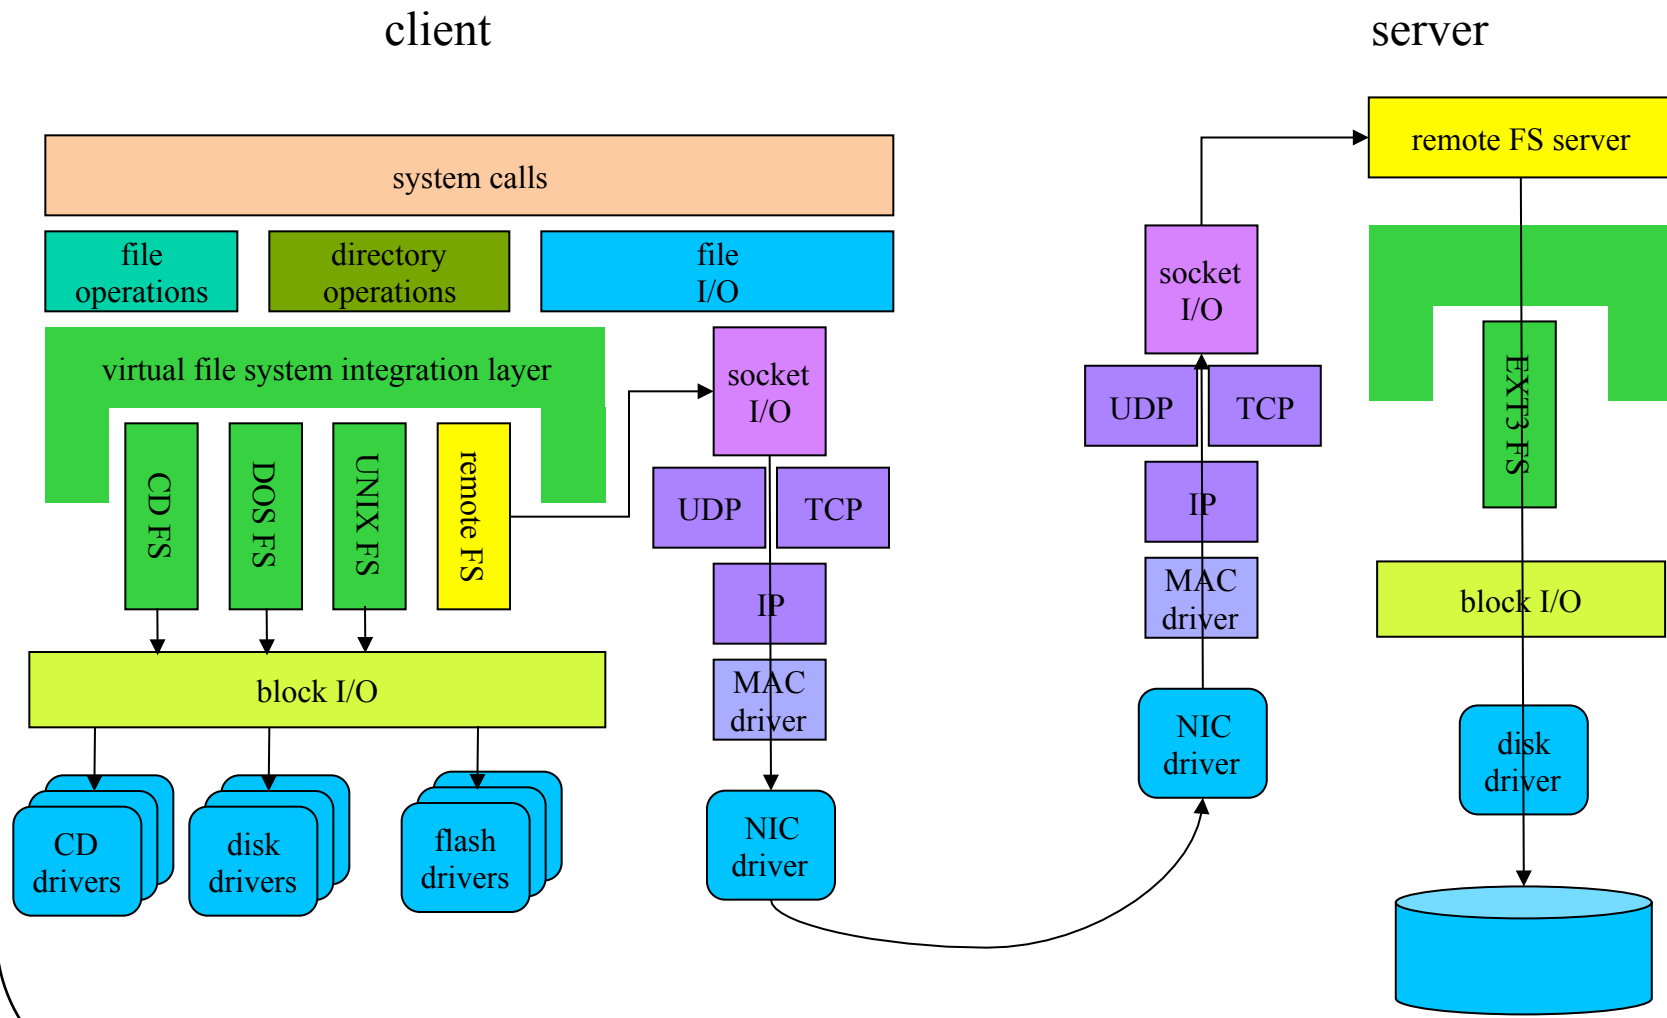 client
server
system calls
file
operations
directory
operations
file
I/O
virtual file system integration layer
CD FS
DOS FS
UNIX FS
remote FS
block I/O
CD
drivers
disk
drivers
flash
drivers
socket
I/O
UDP
TCP
IP
MAC
driver
NIC
driver
socket
I/O
UDP
TCP
IP
MAC
driver
NIC
driver
remote FS server
EXT3 FS
block I/O
disk
driver